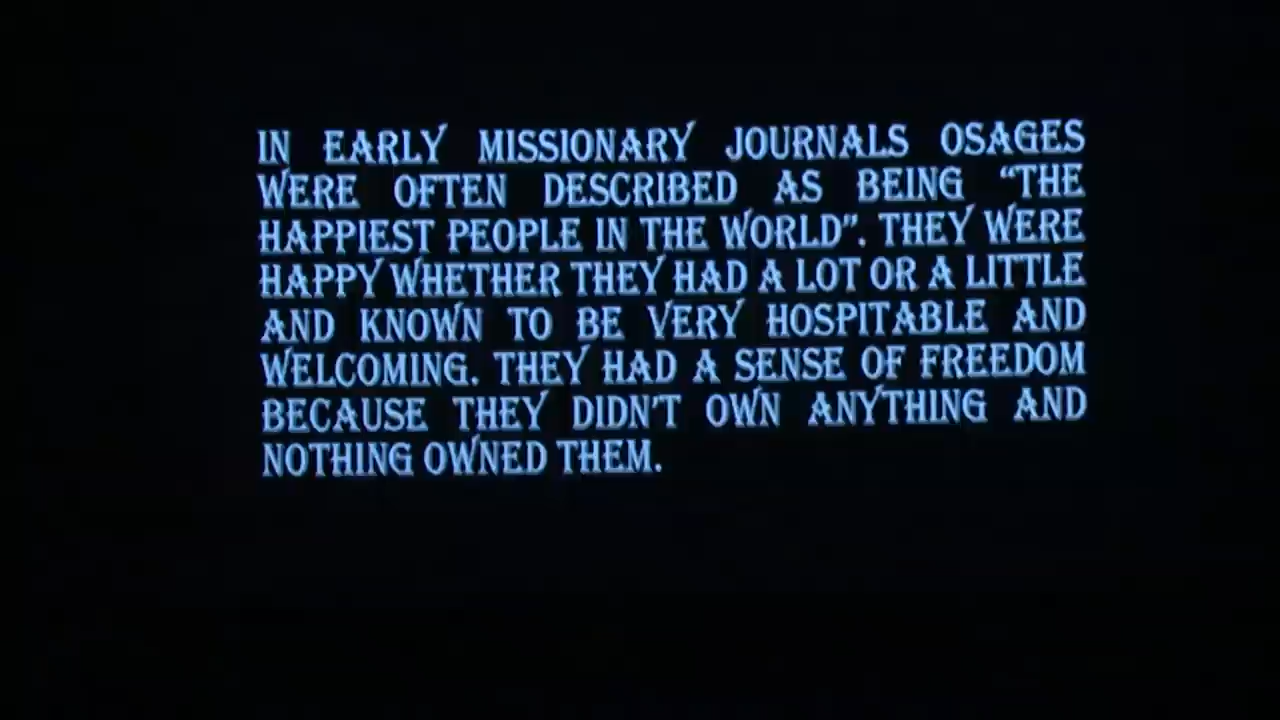 IN EARLY MISSIONARY JOURNALS OSAGES
WERE OFTEN DESCRIBED AS BEING “THE
HAPPIEST PEOPLE IN THE WORLD”. THEY WERE
HAPPY WHETHER THEY HAD A LOT OR A LITTLE
AND KNOWN TO BE VERY HOSPITABLE AND
WELCOMING. THEY HAD A SENSE OF FREEDOM
BECAUSE THEY DIDN’T OWN ANYTHING AND
NOTHING OWNED THEM.